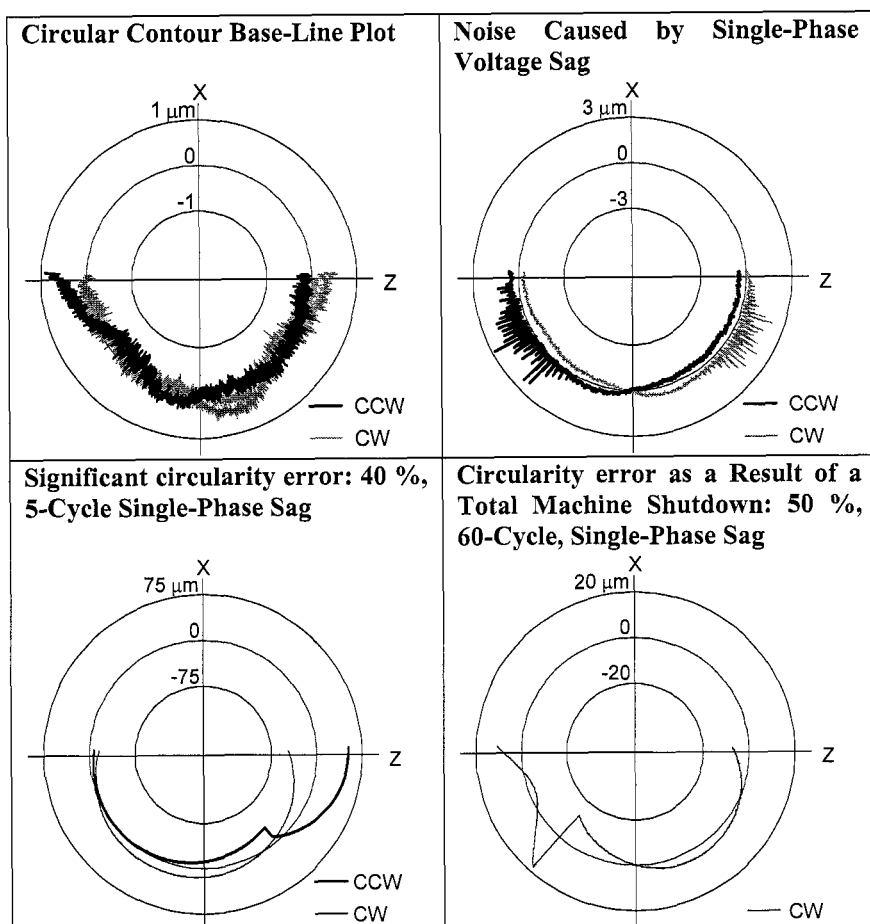 Circular Contour Base-Line Plot
X
1 μm
0
-1
Z
CCW
CW
Noise Caused by Single-Phase
Voltage Sag
X
3 μm
0
-3
Z
CCW
CW
Significant circularity error: 40 %,
5-Cycle Single-Phase Sag
X
75 μm
0
-75
Z
CCW
CW
Circularity error as a Result of a
Total Machine Shutdown: 50 %,
60-Cycle, Single-Phase Sag
X
20 μm
0
-20
Z
CW